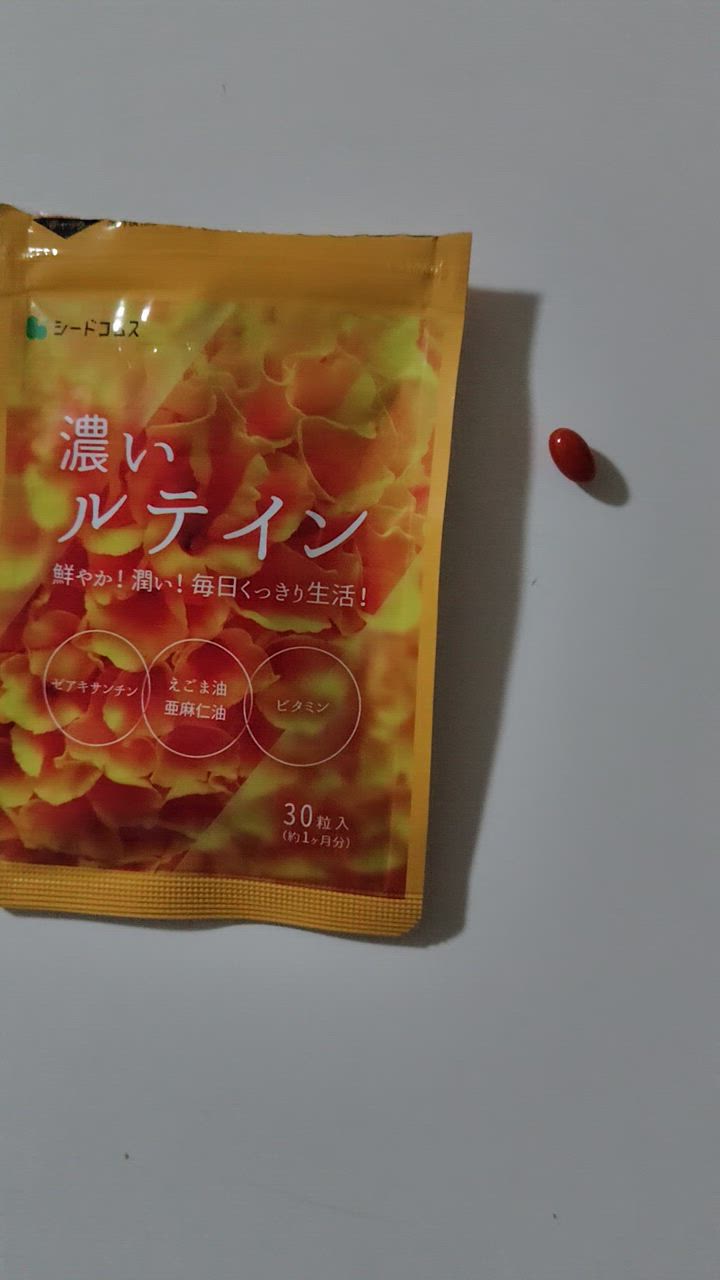 シードコムス
濃い
ルテイン
鮮やか！潤い！毎日くっきり生活！
ゼアキサンチン
えごま油
亜麻仁油
ビタミン
30粒入
(約1ヶ月分)